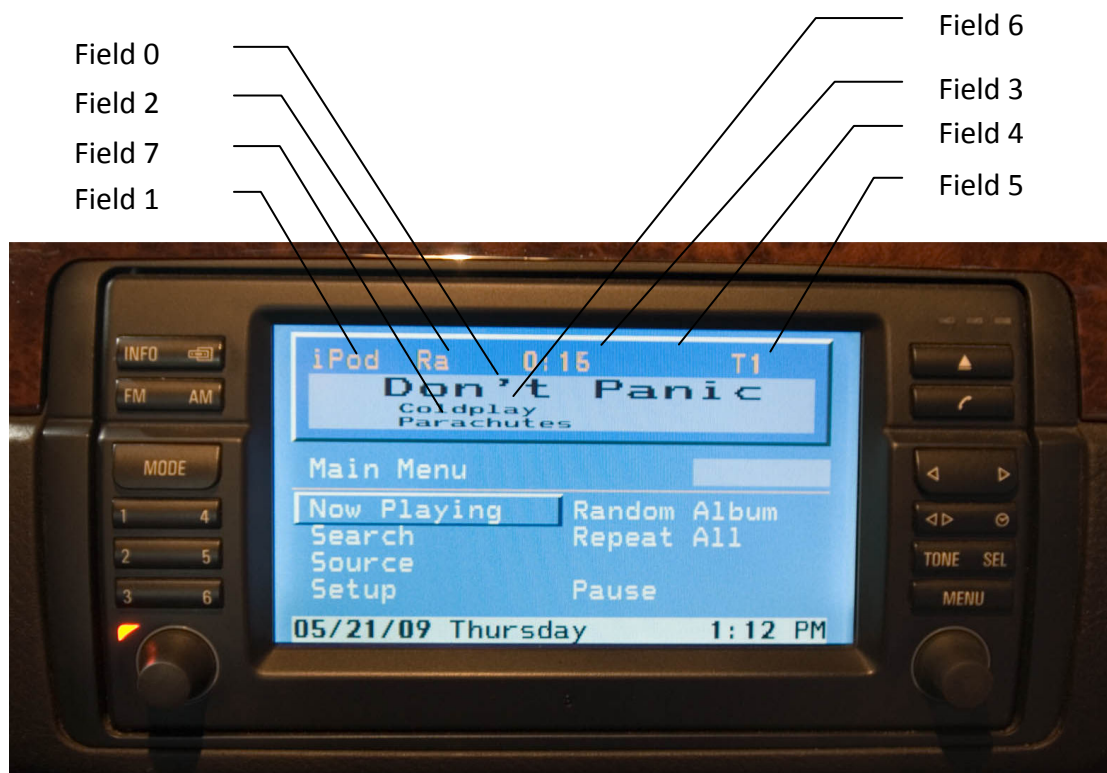 Field 0
Field 2
Field 7
Field 1
Field 6
Field 3
Field 4
Field 5
INFO
FM AM
MODE
1 4
2 5
3 6
iPod Ra 0:15 T1
Don't Panic
Coldplay
Parachutes
Main Menu
Now Playing Random Album
Search Repeat All
Source
Setup Pause
05/21/09 Thursday 1:12 PM
TONE SEL
MENU